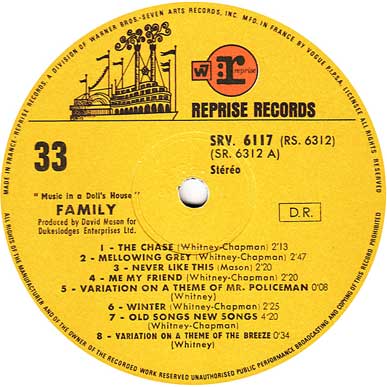 MADE IN FRANCE-REPRISE RECORDS, A DIVISION OF WARNER BROS.-SEVEN ARTS RECORDS, INC. MFD. IN FRANCE BY VOGUE P.I.P.SA. LICENSEE ALL RIGHTS
w r reprise
REPRISE RECORDS
33
SRV. 6117 (RS. 6312)
(SR. 6312 A)
Stéréo
"Music in a Doll's House"
FAMILY
Produced by David Mason for
Dukeslodges Enterprises Ltd.
D.R.
1 - THE CHASE (Whitney-Chapman) 2'13
2 - MELLOWING GREY (Whitney-Chapman) 2'47
3 - NEVER LIKE THIS (Mason) 2'20
4 - ME MY FRIEND (Whitney-Chapman) 2'20
5 - VARIATION ON A THEME OF MR. POLICEMAN 0'08
(Whitney)
6 - WINTER (Whitney-Chapman) 2'25
7 - OLD SONGS NEW SONGS 4'20
(Whitney-Chapman)
8 - VARIATION ON A THEME OF THE BREEZE 0'34
(Whitney)
ALL RIGHTS OF THE MANUFACTURER AND OF THE OWNER OF THE RECORDED WORK RESERVED UNAUTHORISED PUBLIC PERFORMANCE BROADCASTING AND COPYING OF THIS RECORD PROHIBITED